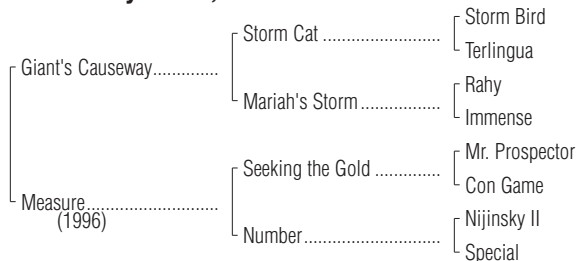 Storm Bird
Storm Cat ......................
Terlingua
Giant's Causeway..............
Rahy
Mariah's Storm ................
Immense
Mr. Prospector
Seeking the Gold .............
Con Game
Measure............................
(1996)
Nijinsky II
Number...........................
Special